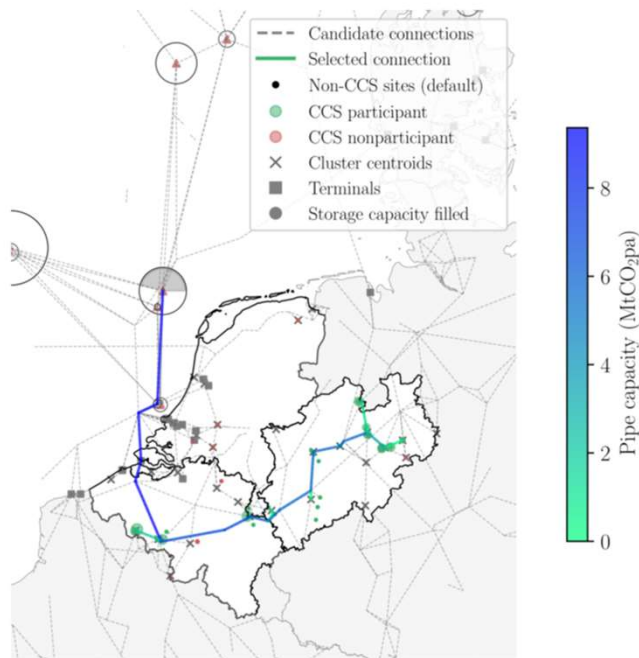 Candidate connections
Selected connection
Non-CCS sites (default)
CCS participant
CCS nonparticipant
Cluster centroids
Terminals
Storage capacity filled
8
6
4
2
0
Pipe capacity (MtCO₂pa)